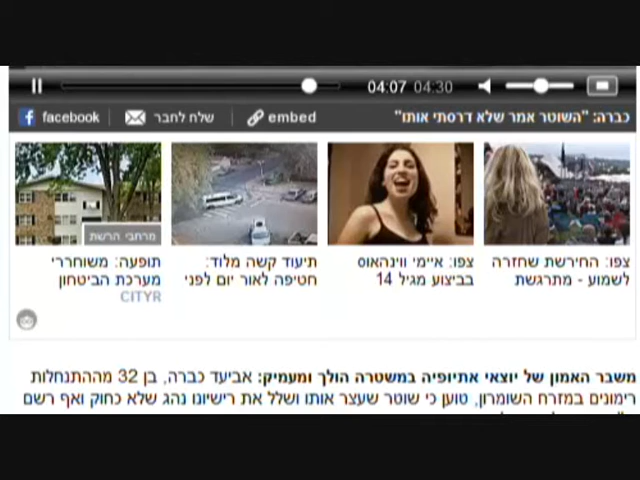 04:07 04:30
facebook
שלח לחבר
embed
כברה: "השוטר אמר שלא דרסתי אותו"
צפו: החירשת שחזרה
לשמוע - מתרגשת
צפו: איימי ווינהאוס
בביצוע מגיל 14
תיעוד קשה מלוד:
חטיפה לאור יום לפני
מרחבי הרשת
תופעה: משוחררי
מערכת הביטחון
CITYR
משבר האמון של יוצאי אתיופיה במשטרה הולך ומעמיק: אביעד כברה, בן 32 מההתנחלות
רימונים במזרח השומרון, טוען כי שוטר שעצר אותו ושלל את רישיונו נהג שלא כחוק ואף רשם